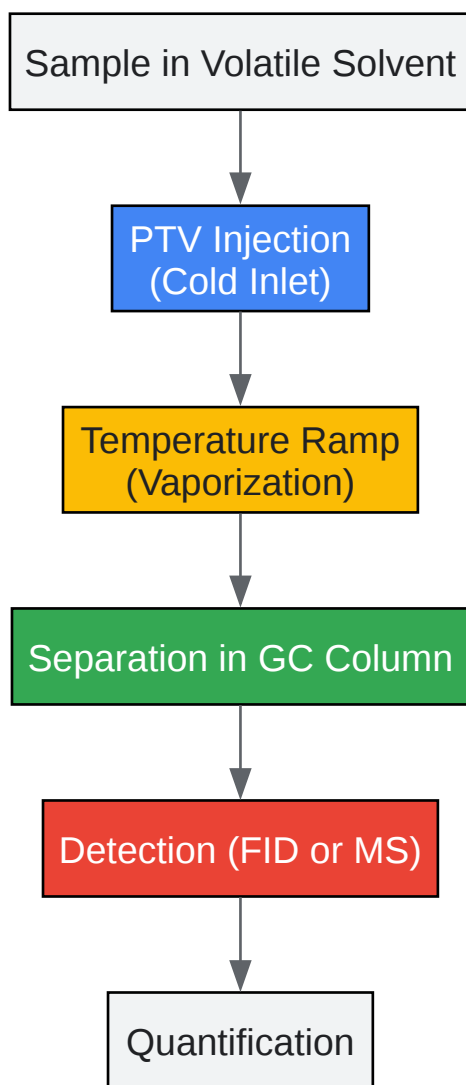 Sample in Volatile Solvent
PTV Injection
(Cold Inlet)
Temperature Ramp
(Vaporization)
Separation in GC Column
Detection (FID or MS)
Quantification